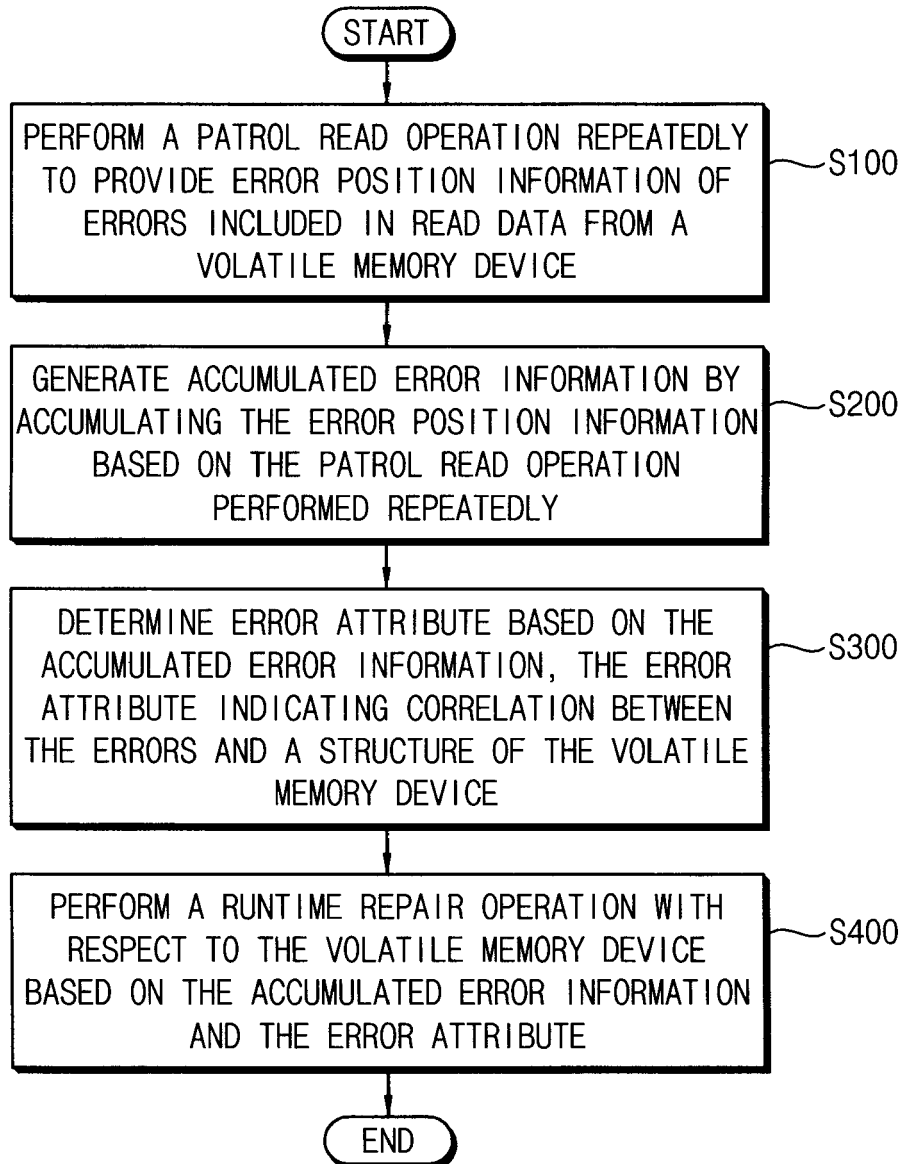 START
PERFORM A PATROL READ OPERATION REPEATEDLY
TO PROVIDE ERROR POSITION INFORMATION OF
ERRORS INCLUDED IN READ DATA FROM A
VOLATILE MEMORY DEVICE
S100
GENERATE ACCUMULATED ERROR INFORMATION BY
ACCUMULATING THE ERROR POSITION INFORMATION
BASED ON THE PATROL READ OPERATION
PERFORMED REPEATEDLY
S200
DETERMINE ERROR ATTRIBUTE BASED ON THE
ACCUMULATED ERROR INFORMATION, THE ERROR
ATTRIBUTE INDICATING CORRELATION BETWEEN
THE ERRORS AND A STRUCTURE OF THE VOLATILE
MEMORY DEVICE
S300
PERFORM A RUNTIME REPAIR OPERATION WITH
RESPECT TO THE VOLATILE MEMORY DEVICE
BASED ON THE ACCUMULATED ERROR INFORMATION
AND THE ERROR ATTRIBUTE
S400
END